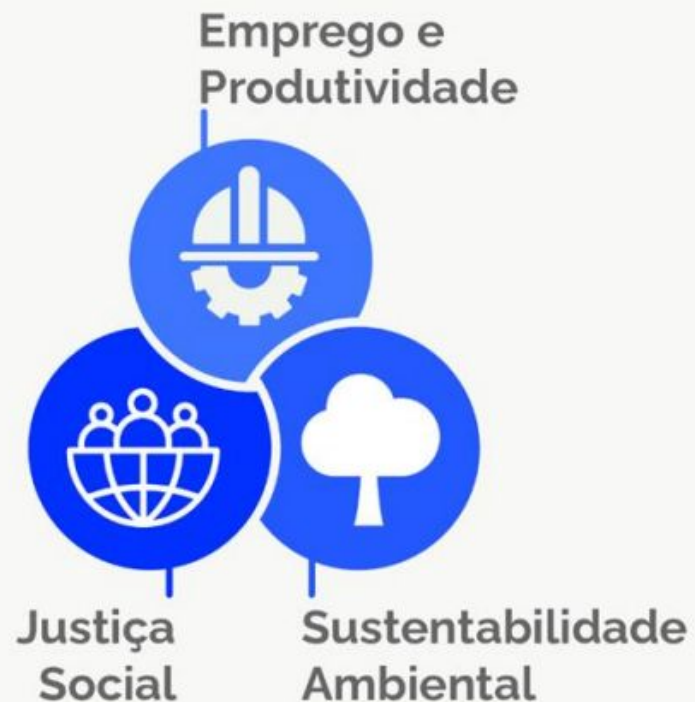 Emprego e
Produtividade
Justiça
Social
Sustentabilidade
Ambiental